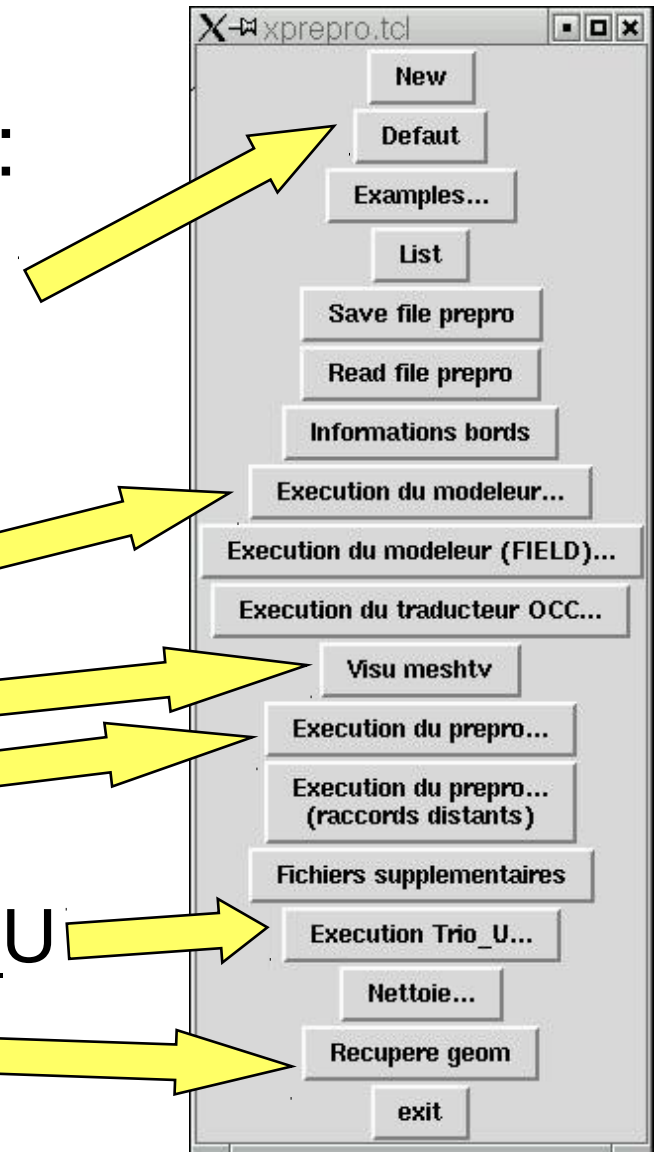 xprepro.tcl
New
:
Defaut
Examples...
List
Save file prepro
Read file prepro
Informations bords
Execution du modeleur...
Execution du modeleur (FIELD)...
Execution du traducteur OCC...
Visu meshtv
Execution du prepro...
Execution du prepro...
(raccords distants)
Fichiers supplementaires
_U
Execution Trio_U...
Nettoie...
Recupere geom
exit